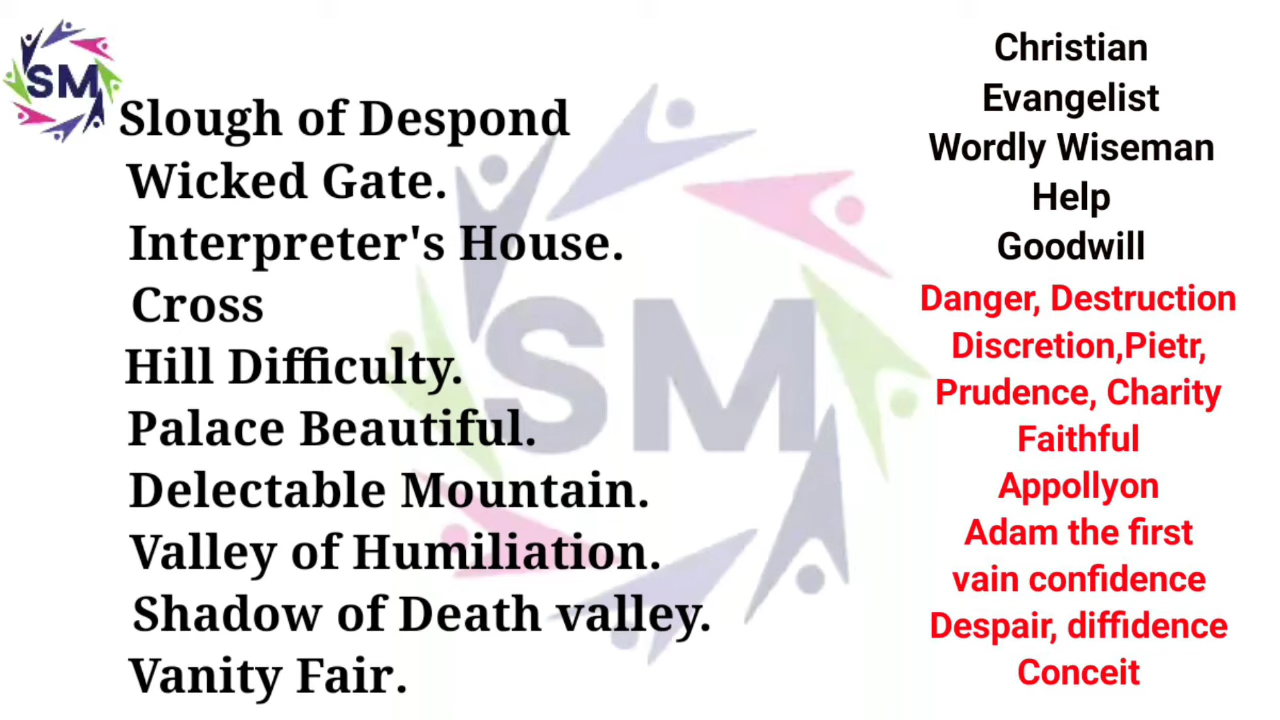 SM
Slough of Despond
Wicked Gate.
Interpreter's House.
Cross
Hill Difficulty.
Palace Beautiful.
Delectable Mountain.
Valley of Humiliation.
Shadow of Death valley.
Vanity Fair.
SM
Christian
Evangelist
Wordly Wiseman
Help
Goodwill
Danger, Destruction
Discretion,Pietr,
Prudence, Charity
Faithful
Appollyon
Adam the first
vain confidence
Despair, diffidence
Conceit